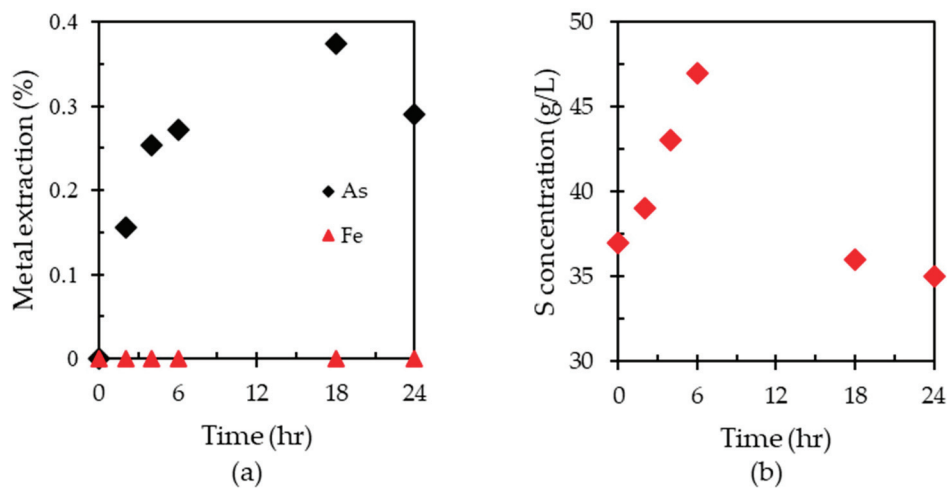 0.4
0.3
0.2
0.1
0
Metal extraction (%)
As
Fe
0 6 12 18 24
Time (hr)
(a)
50
45
40
35
30
S concentration (g/L)
0 6 12 18 24
Time (hr)
(b)